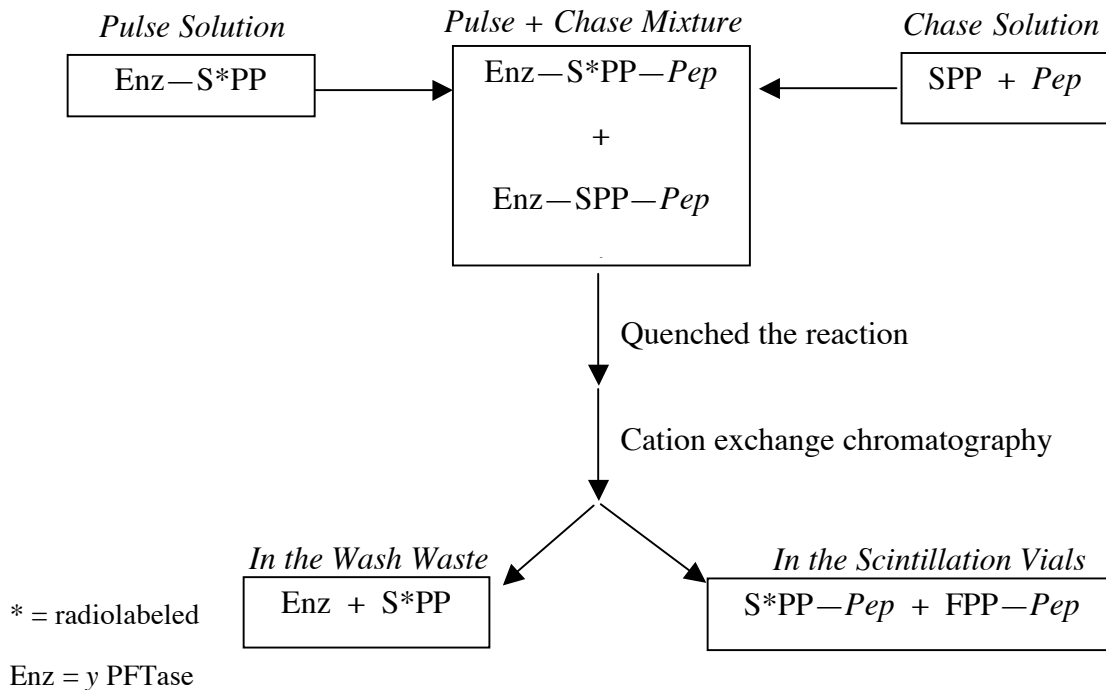 Pulse Solution
Enz—S*PP
Pulse + Chase Mixture
Enz—S*PP—Pep
+
Enz—SPP—Pep
Chase Solution
SPP + Pep
Quenched the reaction
Cation exchange chromatography
In the Wash Waste
Enz + S*PP
In the Scintillation Vials
S*PP—Pep + FPP—Pep
* = radiolabeled
Enz = y PFTase